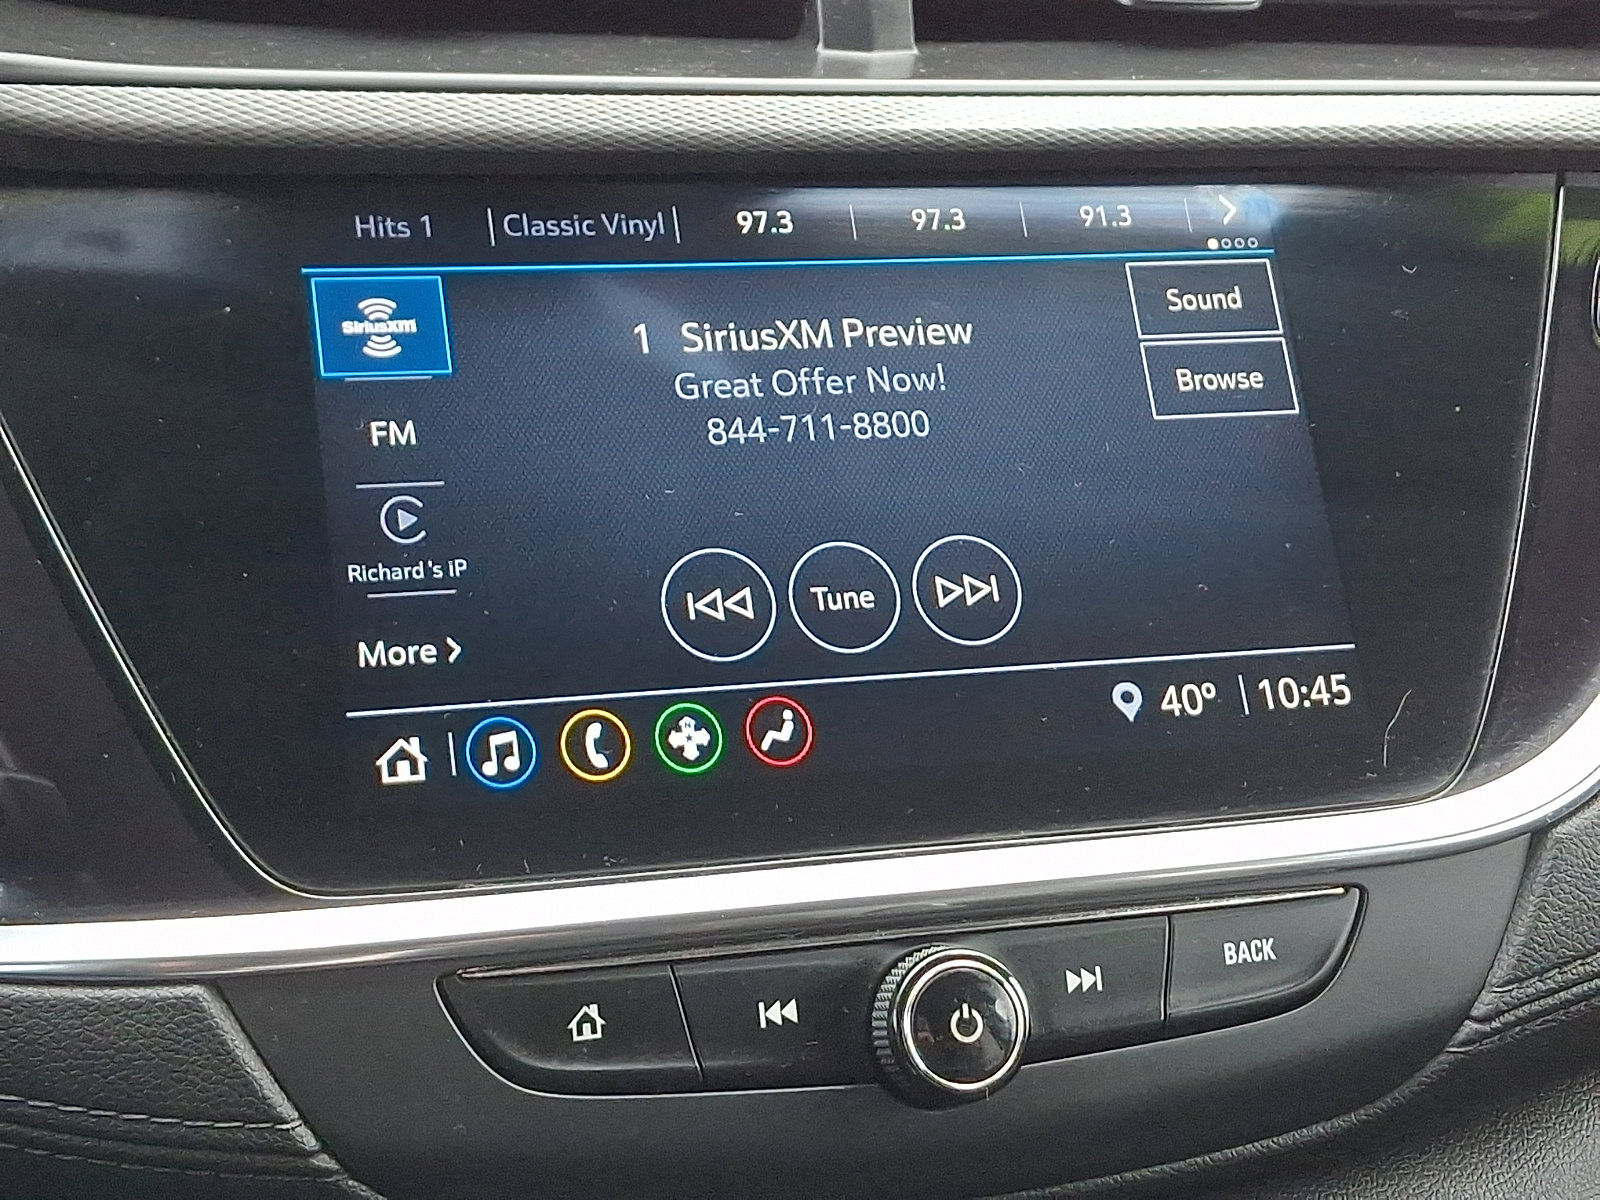 Hits 1 | Classic Vinyl | 97.3 | 97.3 | 91.3
SiriusXM
1 SiriusXM Preview
Great Offer Now!
844-711-8800
Sound
Browse
FM
Richard's iP
More
Tune
40° | 10:45
BACK